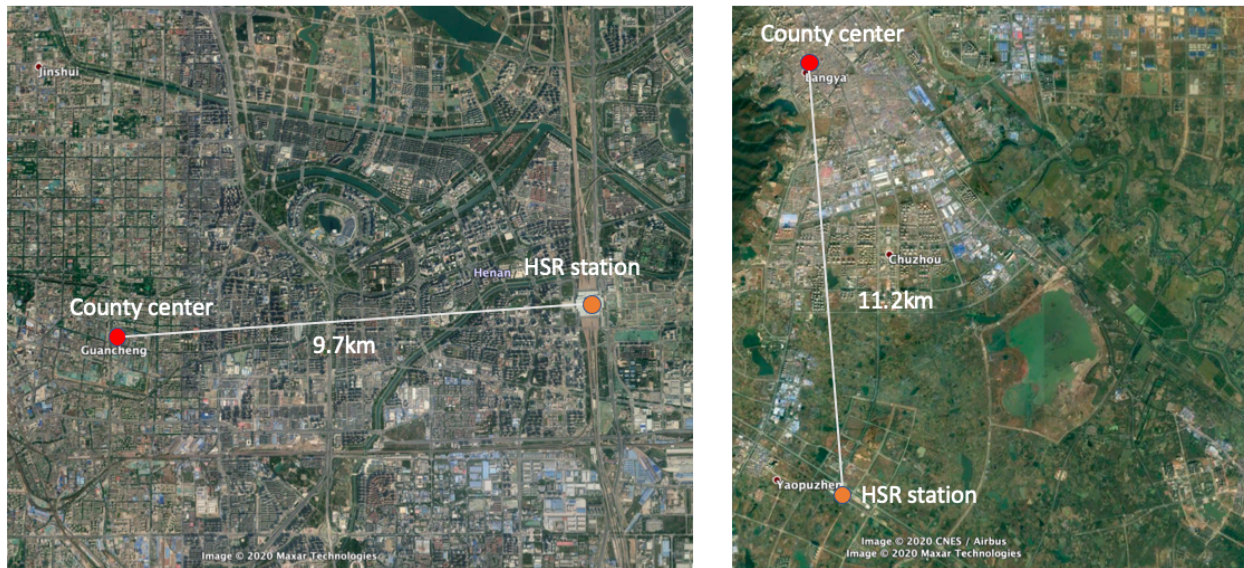 Jinshui
Henan
HSR station
County center
Guancheng
9.7km
Image © 2020 Maxar Technologies
County center
Langya
Chuzhou
11.2km
Yaopuzhen
HSR station
Image © 2020 CNES / Airbus
Image © 2020 Maxar Technologies